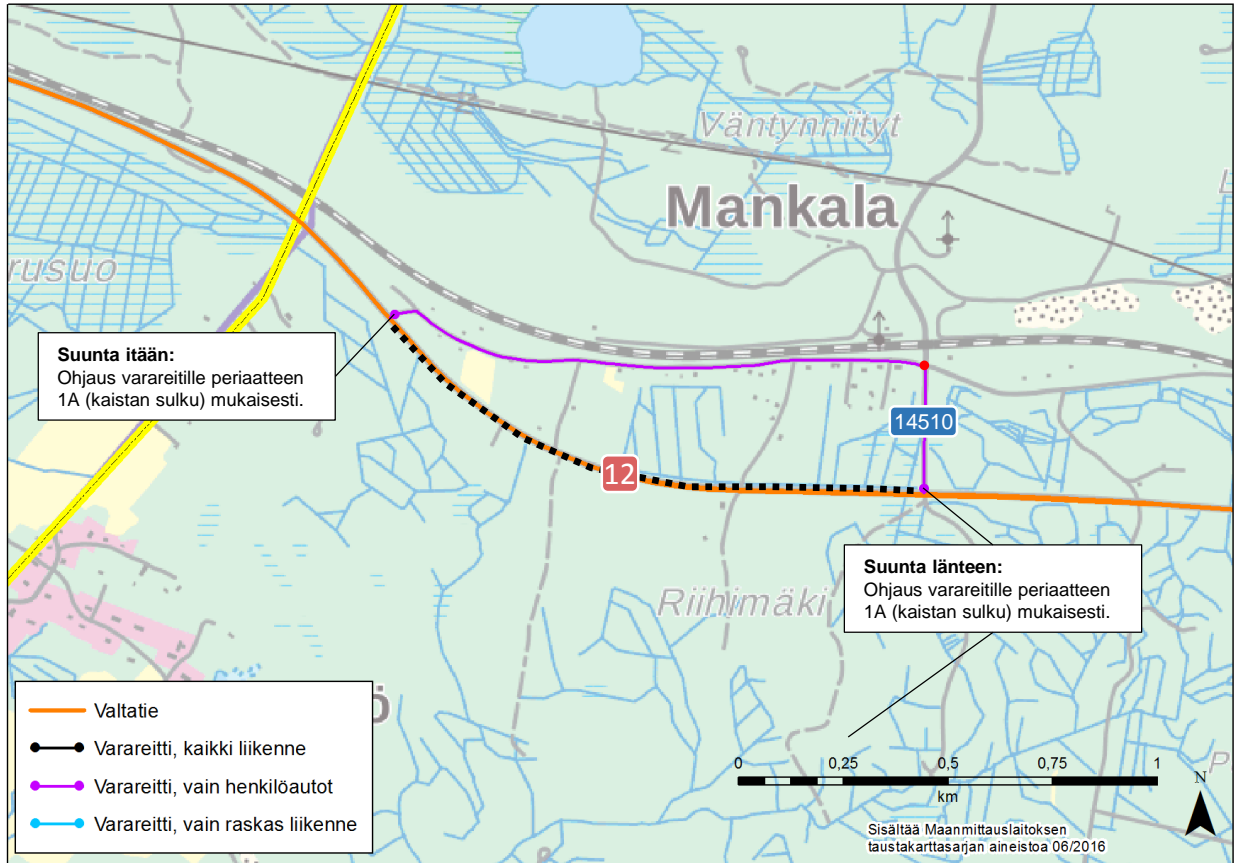 Väntynniityt
Mankala
L
rusuo
Suunta itään:
Ohjaus varareitille periaatteen
1A (kaistan sulku) mukaisesti.
14510
12
Suunta länteen:
Ohjaus varareitille periaatteen
1A (kaistan sulku) mukaisesti.
Riihimäki
ö
P
Valtatie
Varareitti, kaikki liikenne
Varareitti, vain henkilöautot
Varareitti, vain raskas liikenne
0 0,25 0,5 0,75 1
km
N
Sisältää Maanmittauslaitoksen
taustakarttasarjan aineistoa 06/2016